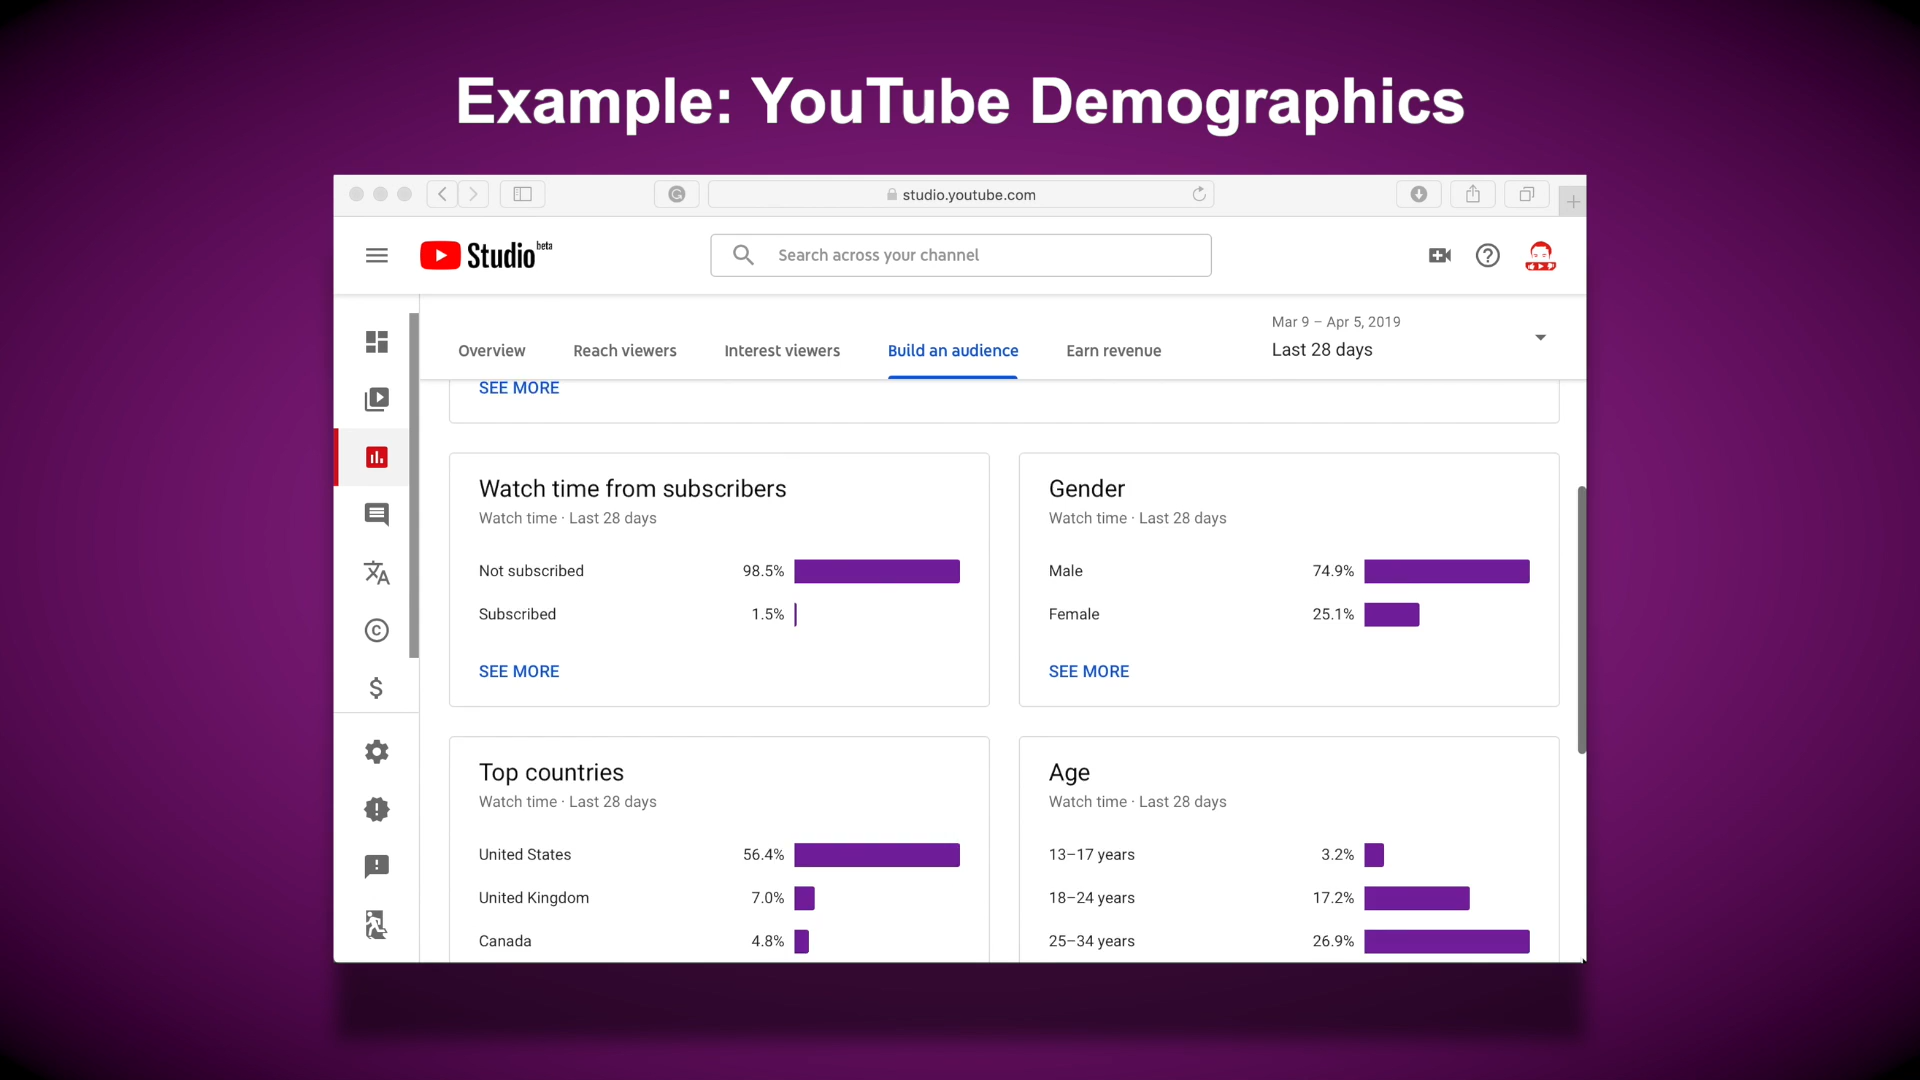 Example: YouTube Demographics
studio.youtube.com
Studio beta
Search across your channel
Mar 9 – Apr 5, 2019
Overview
Reach viewers
Interest viewers
Build an audience
Earn revenue
Last 28 days
SEE MORE
Watch time from subscribers
Watch time · Last 28 days
Not subscribed 98.5%
Subscribed 1.5%
SEE MORE
Gender
Watch time · Last 28 days
Male 74.9%
Female 25.1%
SEE MORE
Top countries
Watch time · Last 28 days
United States 56.4%
United Kingdom 7.0%
Canada 4.8%
Age
Watch time · Last 28 days
13–17 years 3.2%
18–24 years 17.2%
25–34 years 26.9%